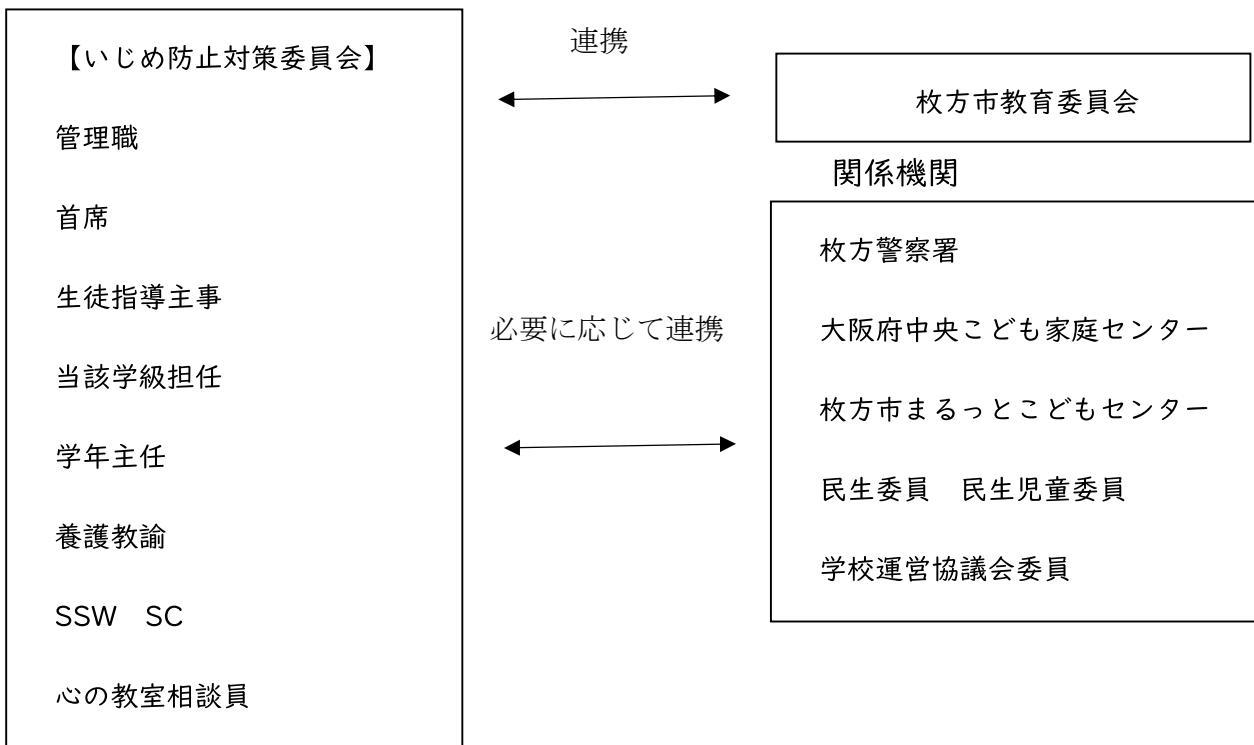 【いじめ防止対策委員会】
管理職
首席
生徒指導主事
当該学級担任
学年主任
養護教諭
SSW　SC
心の教室相談員
連携
必要に応じて連携
枚方市教育委員会
関係機関
枚方警察署
大阪府中央こども家庭センター
枚方市まるっとこどもセンター
民生委員　民生児童委員
学校運営協議会委員